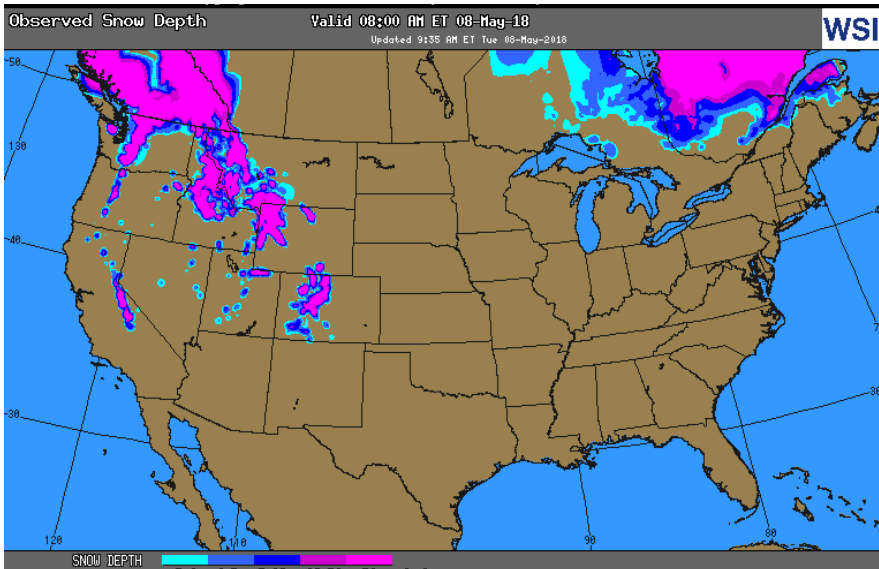 Observed Snow Depth
Valid 08:00 AM ET 08-May-18
WSI
Updated 9:35 AM ET Tue 08-May-2018
50
130
40
30
120
110
90
80
SNOW DEPTH